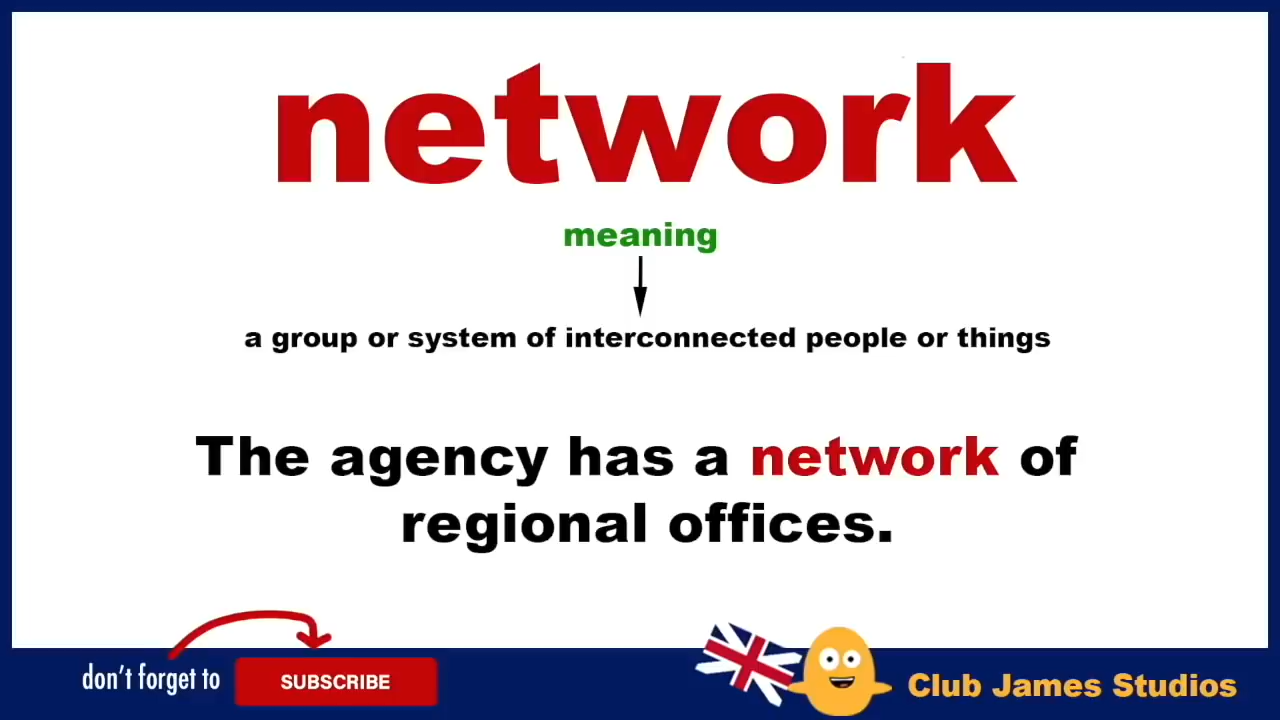 network
meaning
a group or system of interconnected people or things
The agency has a network of
regional offices.
don't forget to
SUBSCRIBE
Club James Studios